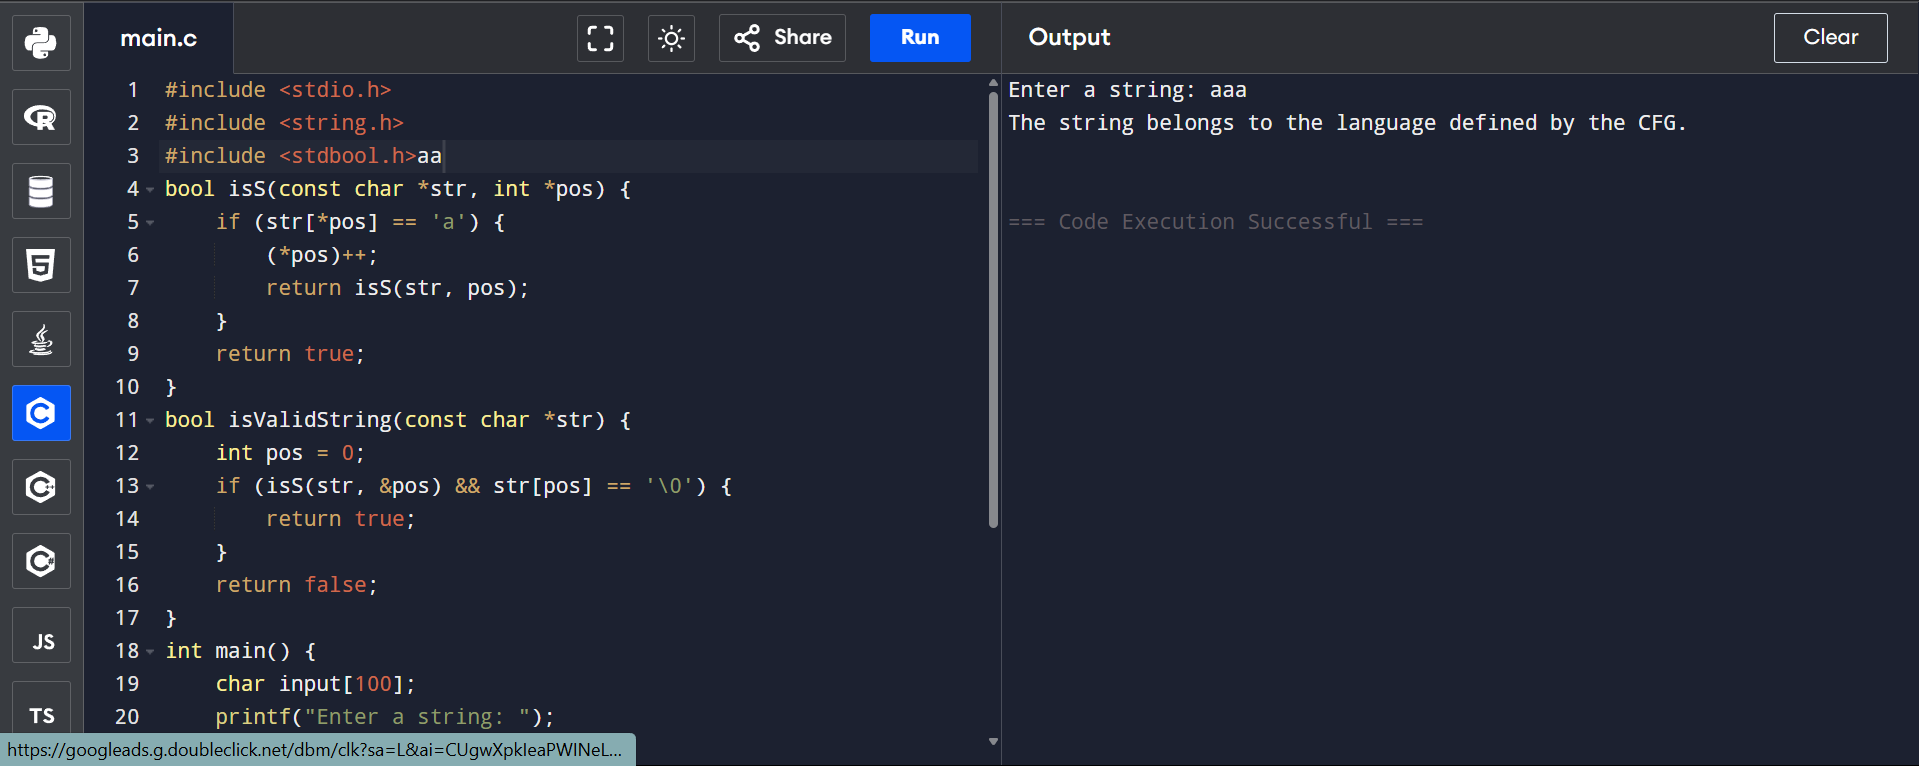 main.c
Share
Run
Output
Clear
1 #include <stdio.h>
2 #include <string.h>
3 #include <stdbool.h>aa
4 bool isS(const char *str, int *pos) {
5     if (str[*pos] == 'a') {
6         (*pos)++;
7         return isS(str, pos);
8     }
9     return true;
10 }
11 bool isValidString(const char *str) {
12     int pos = 0;
13     if (isS(str, &pos) && str[pos] == '\0') {
14         return true;
15     }
16     return false;
17 }
18 int main() {
19     char input[100];
20     printf("Enter a string: ");
Enter a string: aaa
The string belongs to the language defined by the CFG.
=== Code Execution Successful ===
R
5
C
C++
C#
JS
TS
https://googleads.g.doubleclick.net/dbm/clk?sa=L&ai=CUgwXpkIeaPWINeL...